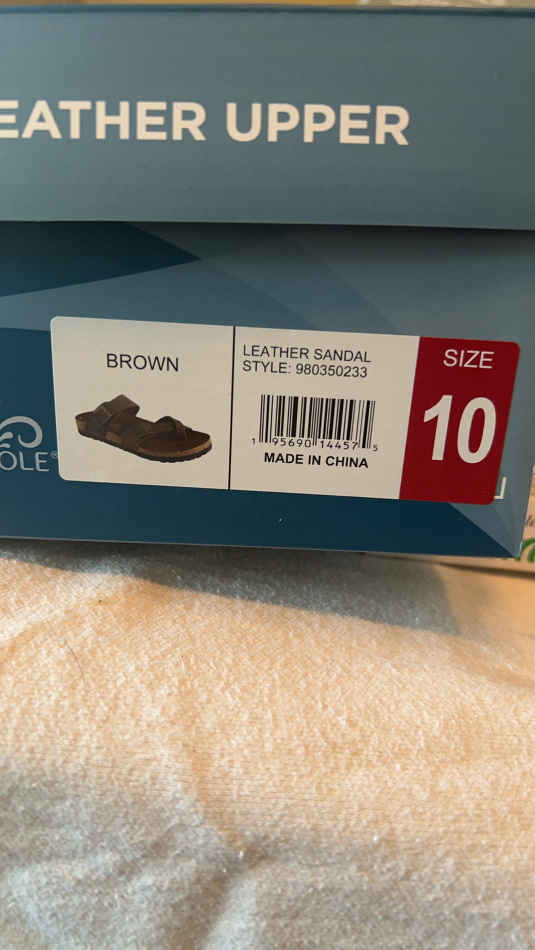 EATHER UPPER
BROWN
LEATHER SANDAL
STYLE: 980350233
1 95690 14457 5
MADE IN CHINA
SIZE
10
OLE®